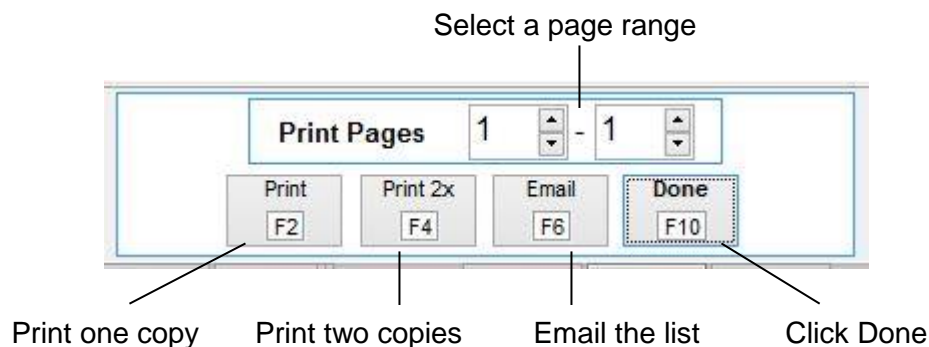 Select a page range
Print Pages 1 - 1
Print Print 2x Email Done
F2 F4 F6 F10
Print one copy Print two copies Email the list Click Done